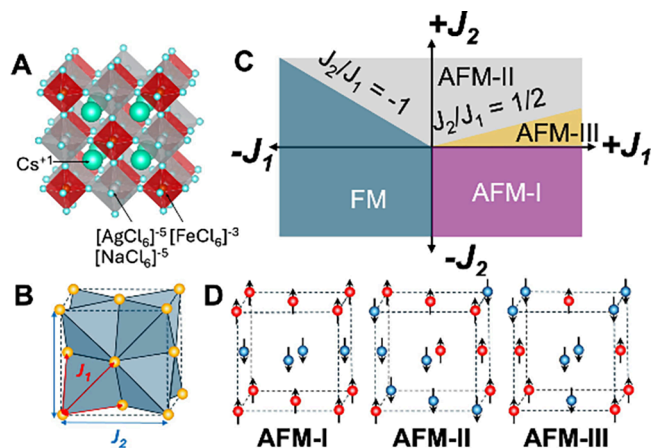 A
Cs+1
[AgCl6]-5 [FeCl6]-3
[NaCl6]-5
B
J1
J2
C
+J2
J2/J1 = -1
AFM-II
J2/J1 = 1/2
AFM-III
-J1
+J1
FM
AFM-I
-J2
D
AFM-I
AFM-II
AFM-III